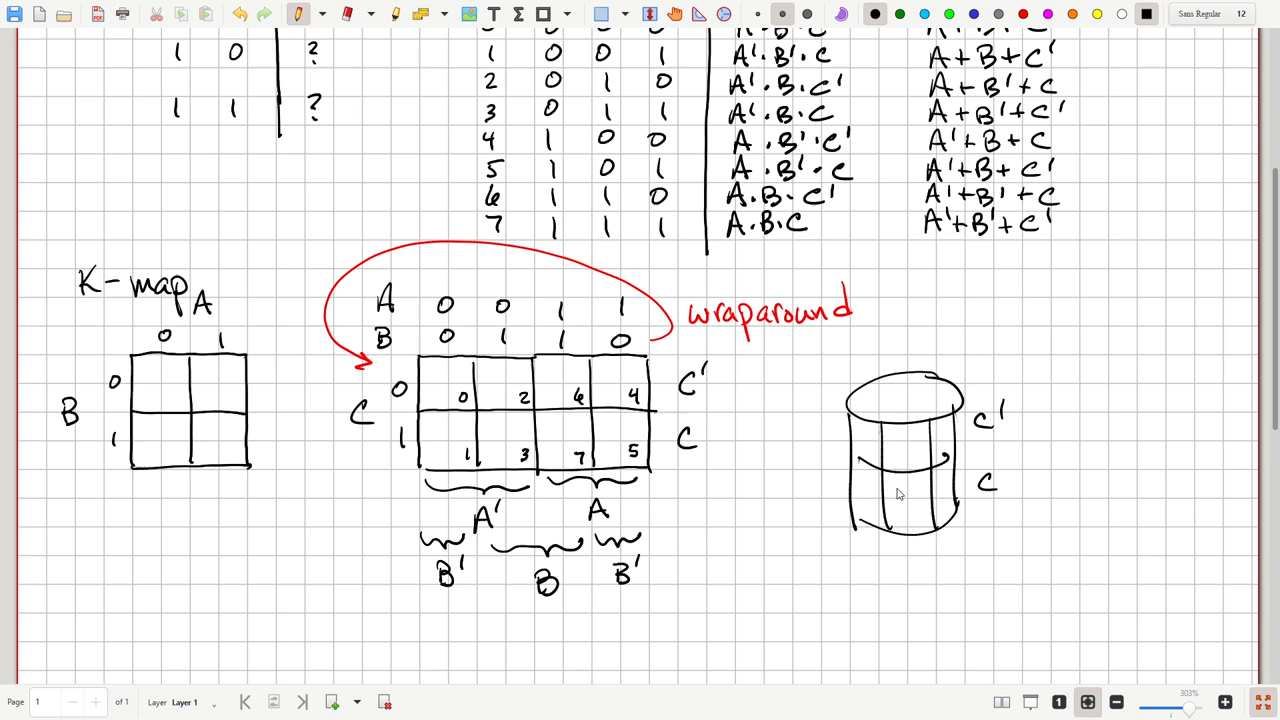 Sans Regular 12
1 0 ?
1 0 0 1 A'·B'·C A+B+C'
2 0 1 0 A'·B·C' A+B'+C
1 1 ?
3 0 1 1 A'·B·C A+B'+C'
4 1 0 0 A·B'·C' A'+B+C
5 1 0 1 A·B'·C A'+B+C'
6 1 1 0 A·B·C' A'+B'+C
7 1 1 1 A·B·C A'+B'+C'
K-map
A
0 1
B
0
1
A 0 0 1 1
B 0 1 1 0
wraparound
C
0 0 2 6 4 C'
1 1 3 7 5 C
A' A
B' B B'
C'
C
Page 1 of 1 Layer Layer 1
303%